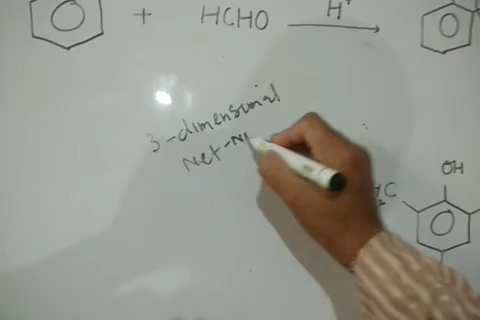 + HCHO H⁺
3-dimensional
Net-
OH